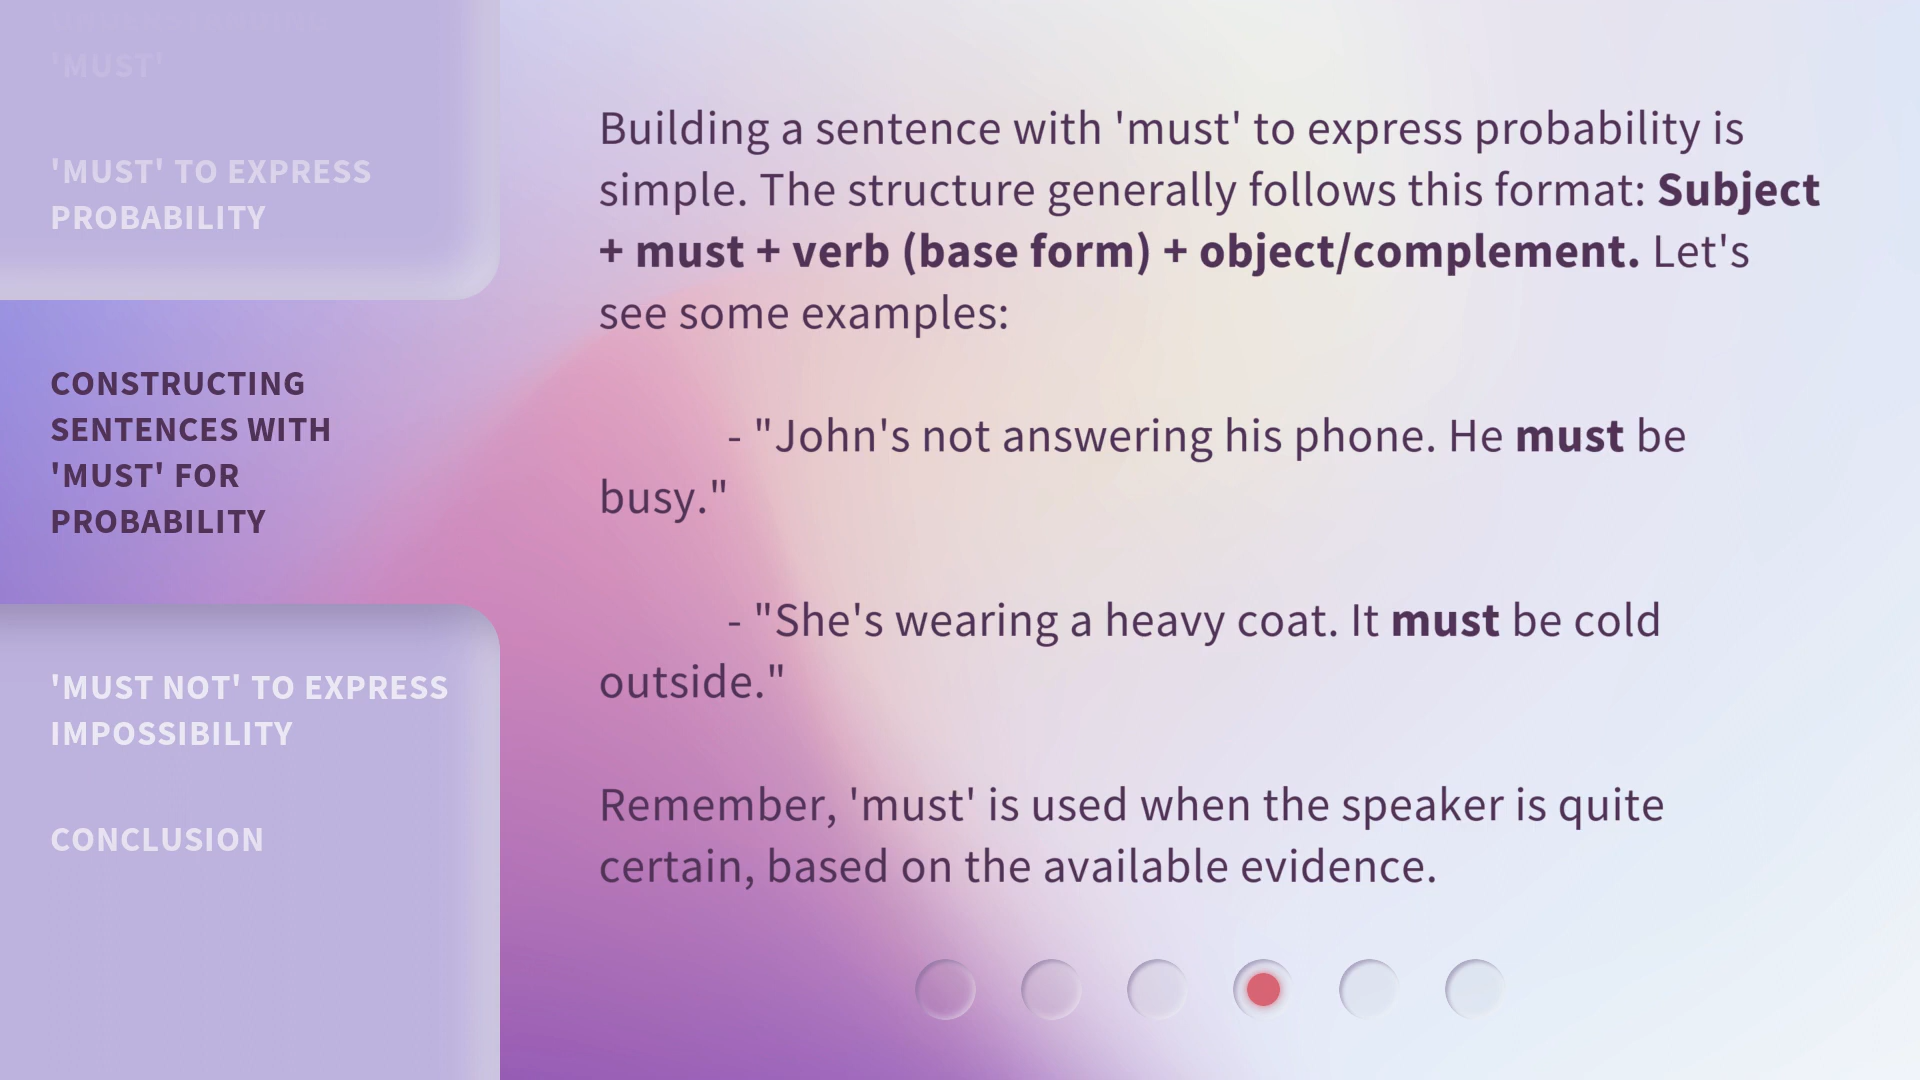 'MUST'
'MUST' TO EXPRESS
PROBABILITY
CONSTRUCTING
SENTENCES WITH
'MUST' FOR
PROBABILITY
'MUST NOT' TO EXPRESS
IMPOSSIBILITY
CONCLUSION
Building a sentence with 'must' to express probability is
simple. The structure generally follows this format: Subject
+ must + verb (base form) + object/complement. Let's
see some examples:
- "John's not answering his phone. He must be
busy."
- "She's wearing a heavy coat. It must be cold
outside."
Remember, 'must' is used when the speaker is quite
certain, based on the available evidence.